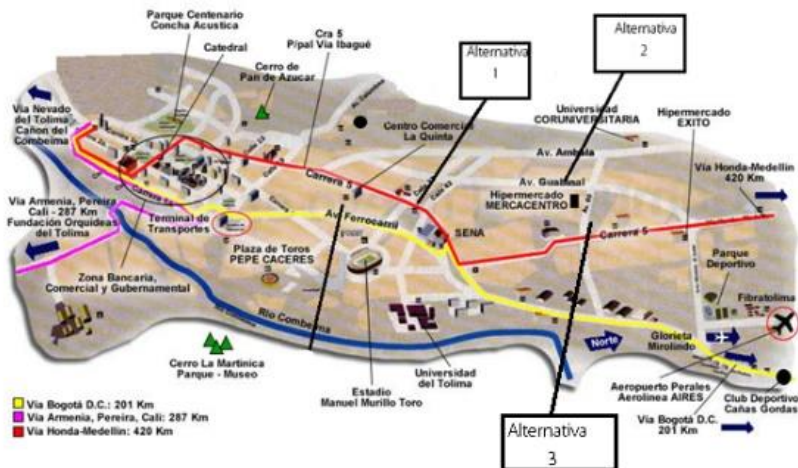 Parque Centenario
Concha Acustica
Catedral
Cra 5
P/pal Via Ibagué
Cerro de
Pan de Azucar
Alternativa
1
Alternativa
2
Vía Nevado
del Tolima
Cañon del
Combeima
Centro Comercial
La Quinta
Universidad
CORUNIVERSITARIA
Hipermercado
EXITO
Av. Ambala
Vía Honda-Medellin
420 Km
Carrera 5
Av. Guabinal
Hipermercado
MERCACENTRO
Vía Armenia, Pereira
Cali - 287 Km
Fundación Orquideas
del Tolima
Terminal de
Transportes
Av. Ferrocarril
SENA
Carrera 5
Plaza de Toros
PEPE CACERES
Parque
Deportivo
Zona Bancaria,
Comercial y Gubernamental
Río Combeima
Fibratolima
Norte
Glorieta
Mirolindo
Cerro La Martinica
Parque - Museo
Universidad
del Tolima
Estadio
Manuel Murillo Toro
Aeropuerto Perales
Aerolinea AIRES
Club Deportivo
Cañas Gordas
Vía Bogotá D.C.
201 Km
Alternativa
3
Vía Bogotá D.C.: 201 Km
Vía Armenia, Pereira, Cali: 287 Km
Vía Honda-Medellin: 420 Km